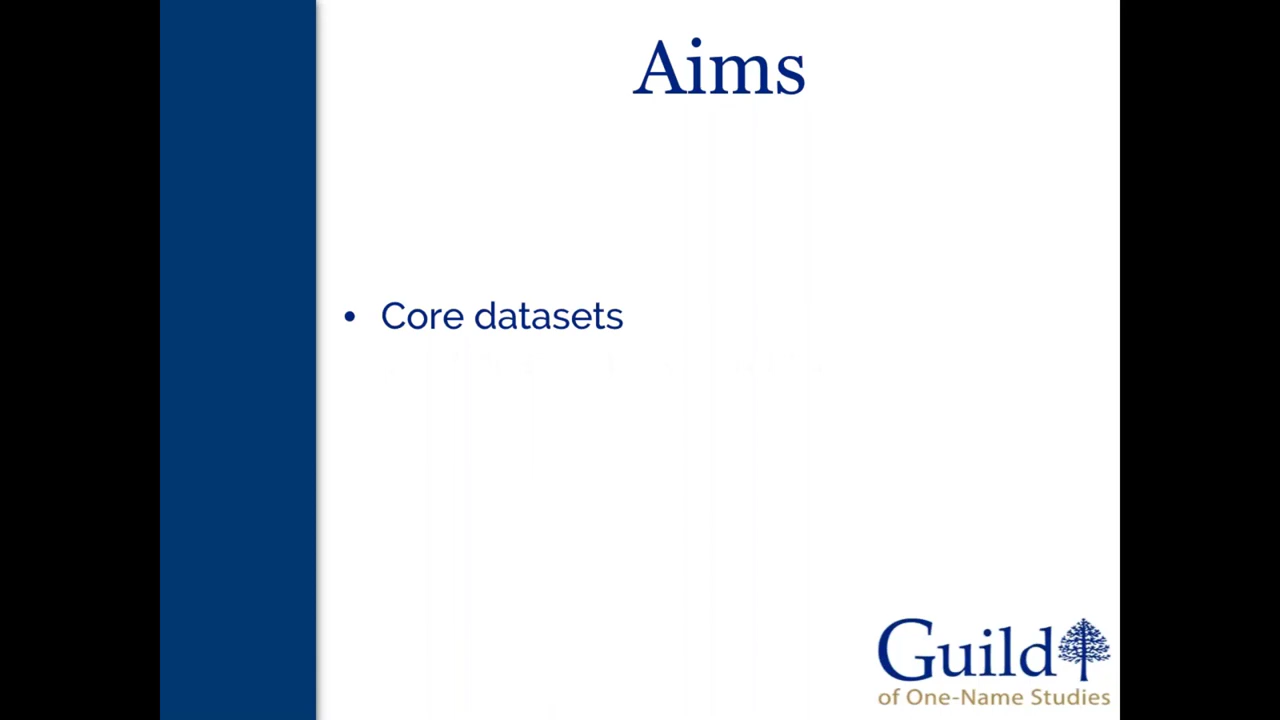 Aims
• Core datasets
Guild
of One-Name Studies